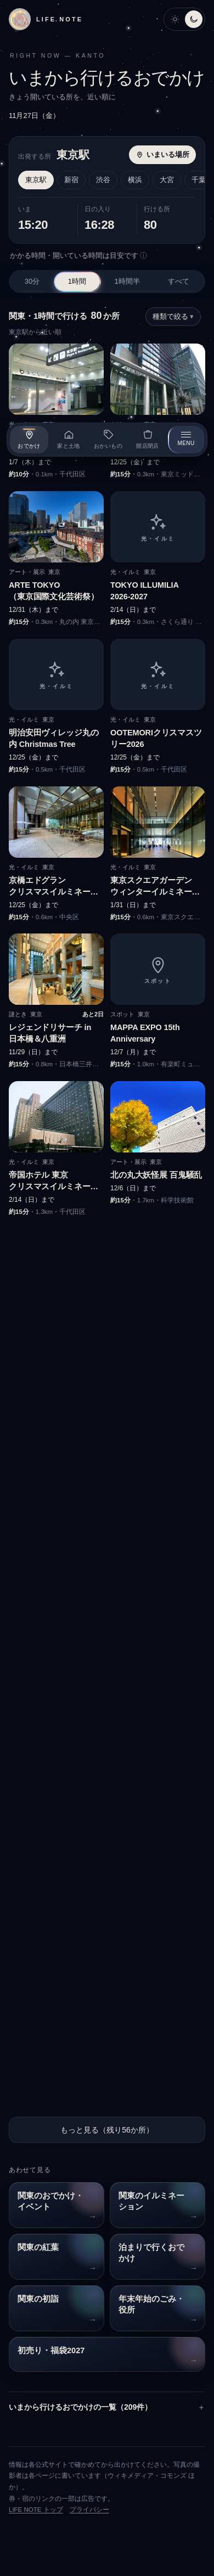 LIFE NOTE
RIGHT NOW — KANTO
いまから行けるおでかけ
きょう開いている所を、近い順に
11月27日（金）
出発する所 東京駅
いまいる場所
東京駅 新宿 渋谷 横浜 大宮 千葉
いま 日の入り 行ける所
15:20 16:28 80
かかる時間・開いている時間は目安です ⓘ
30分 1時間 1時間半 すべて
関東・1時間で行ける 80 か所
種類で絞る ▾
東京駅から近い順
おでかけ 家と土地 おかいもの 開店閉店 MENU
1/7（木）まで
約10分・0.1km・千代田区
12/25（金）まで
約15分・0.3km・東京ミッド…
アート・展示 東京
ARTE TOKYO
（東京国際文化芸術祭）
12/31（木）まで
約15分・0.3km・丸の内 東京…
光・イルミ
光・イルミ 東京
TOKYO ILLUMILIA
2026-2027
2/14（日）まで
約15分・0.3km・さくら通り …
光・イルミ
光・イルミ 東京
明治安田ヴィレッジ丸の
内 Christmas Tree
12/25（金）まで
約15分・0.5km・千代田区
光・イルミ
光・イルミ 東京
OOTEMORIクリスマスツ
リー2026
12/25（金）まで
約15分・0.5km・千代田区
光・イルミ 東京
京橋エドグラン
クリスマスイルミネー…
12/25（金）まで
約15分・0.6km・中央区
光・イルミ 東京
東京スクエアガーデン
ウィンターイルミネー…
1/31（日）まで
約15分・0.6km・東京スクエ…
謎とき 東京 あと2日
レジェンドリサーチ in
日本橋＆八重洲
11/29（日）まで
約15分・0.8km・日本橋三井…
スポット
スポット 東京
MAPPA EXPO 15th
Anniversary
12/7（月）まで
約15分・1.0km・有楽町ミュ…
光・イルミ 東京
帝国ホテル 東京
クリスマスイルミネー…
2/14（日）まで
約15分・1.3km・千代田区
アート・展示 東京
北の丸大妖怪展 百鬼騒乱
12/6（日）まで
約15分・1.7km・科学技術館
もっと見る（残り56か所）
あわせて見る
関東のおでかけ・
イベント
→
関東のイルミネー
ション
→
関東の紅葉
→
泊まりで行くおで
かけ
→
関東の初詣
→
年末年始のごみ・
役所
→
初売り・福袋2027
→
いまから行けるおでかけの一覧（209件） +
情報は各公式サイトで確かめてから出かけてください。写真の撮
影者は各ページに書いています（ウィキメディア・コモンズ ほ
か）。
券・宿のリンクの一部は広告です。
LIFE NOTE トップ プライバシー